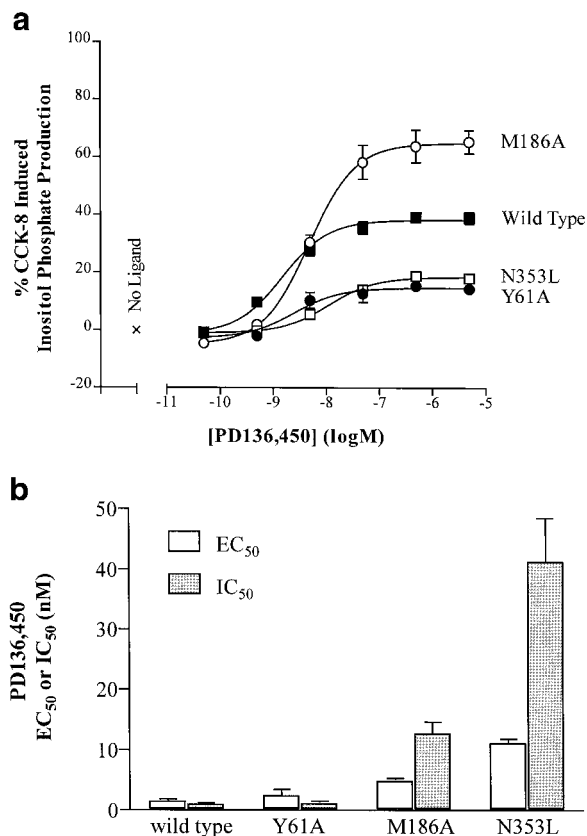 a
% CCK-8 Induced
Inositol Phosphate Production
100
80
60
40
20
0
-20
× No Ligand
M186A
Wild Type
N353L
Y61A
-11 -10 -9 -8 -7 -6 -5
[PD136,450] (logM)
b
PD136,450
EC50 or IC50 (nM)
50
40
30
20
10
0
EC50
IC50
wild type Y61A M186A N353L